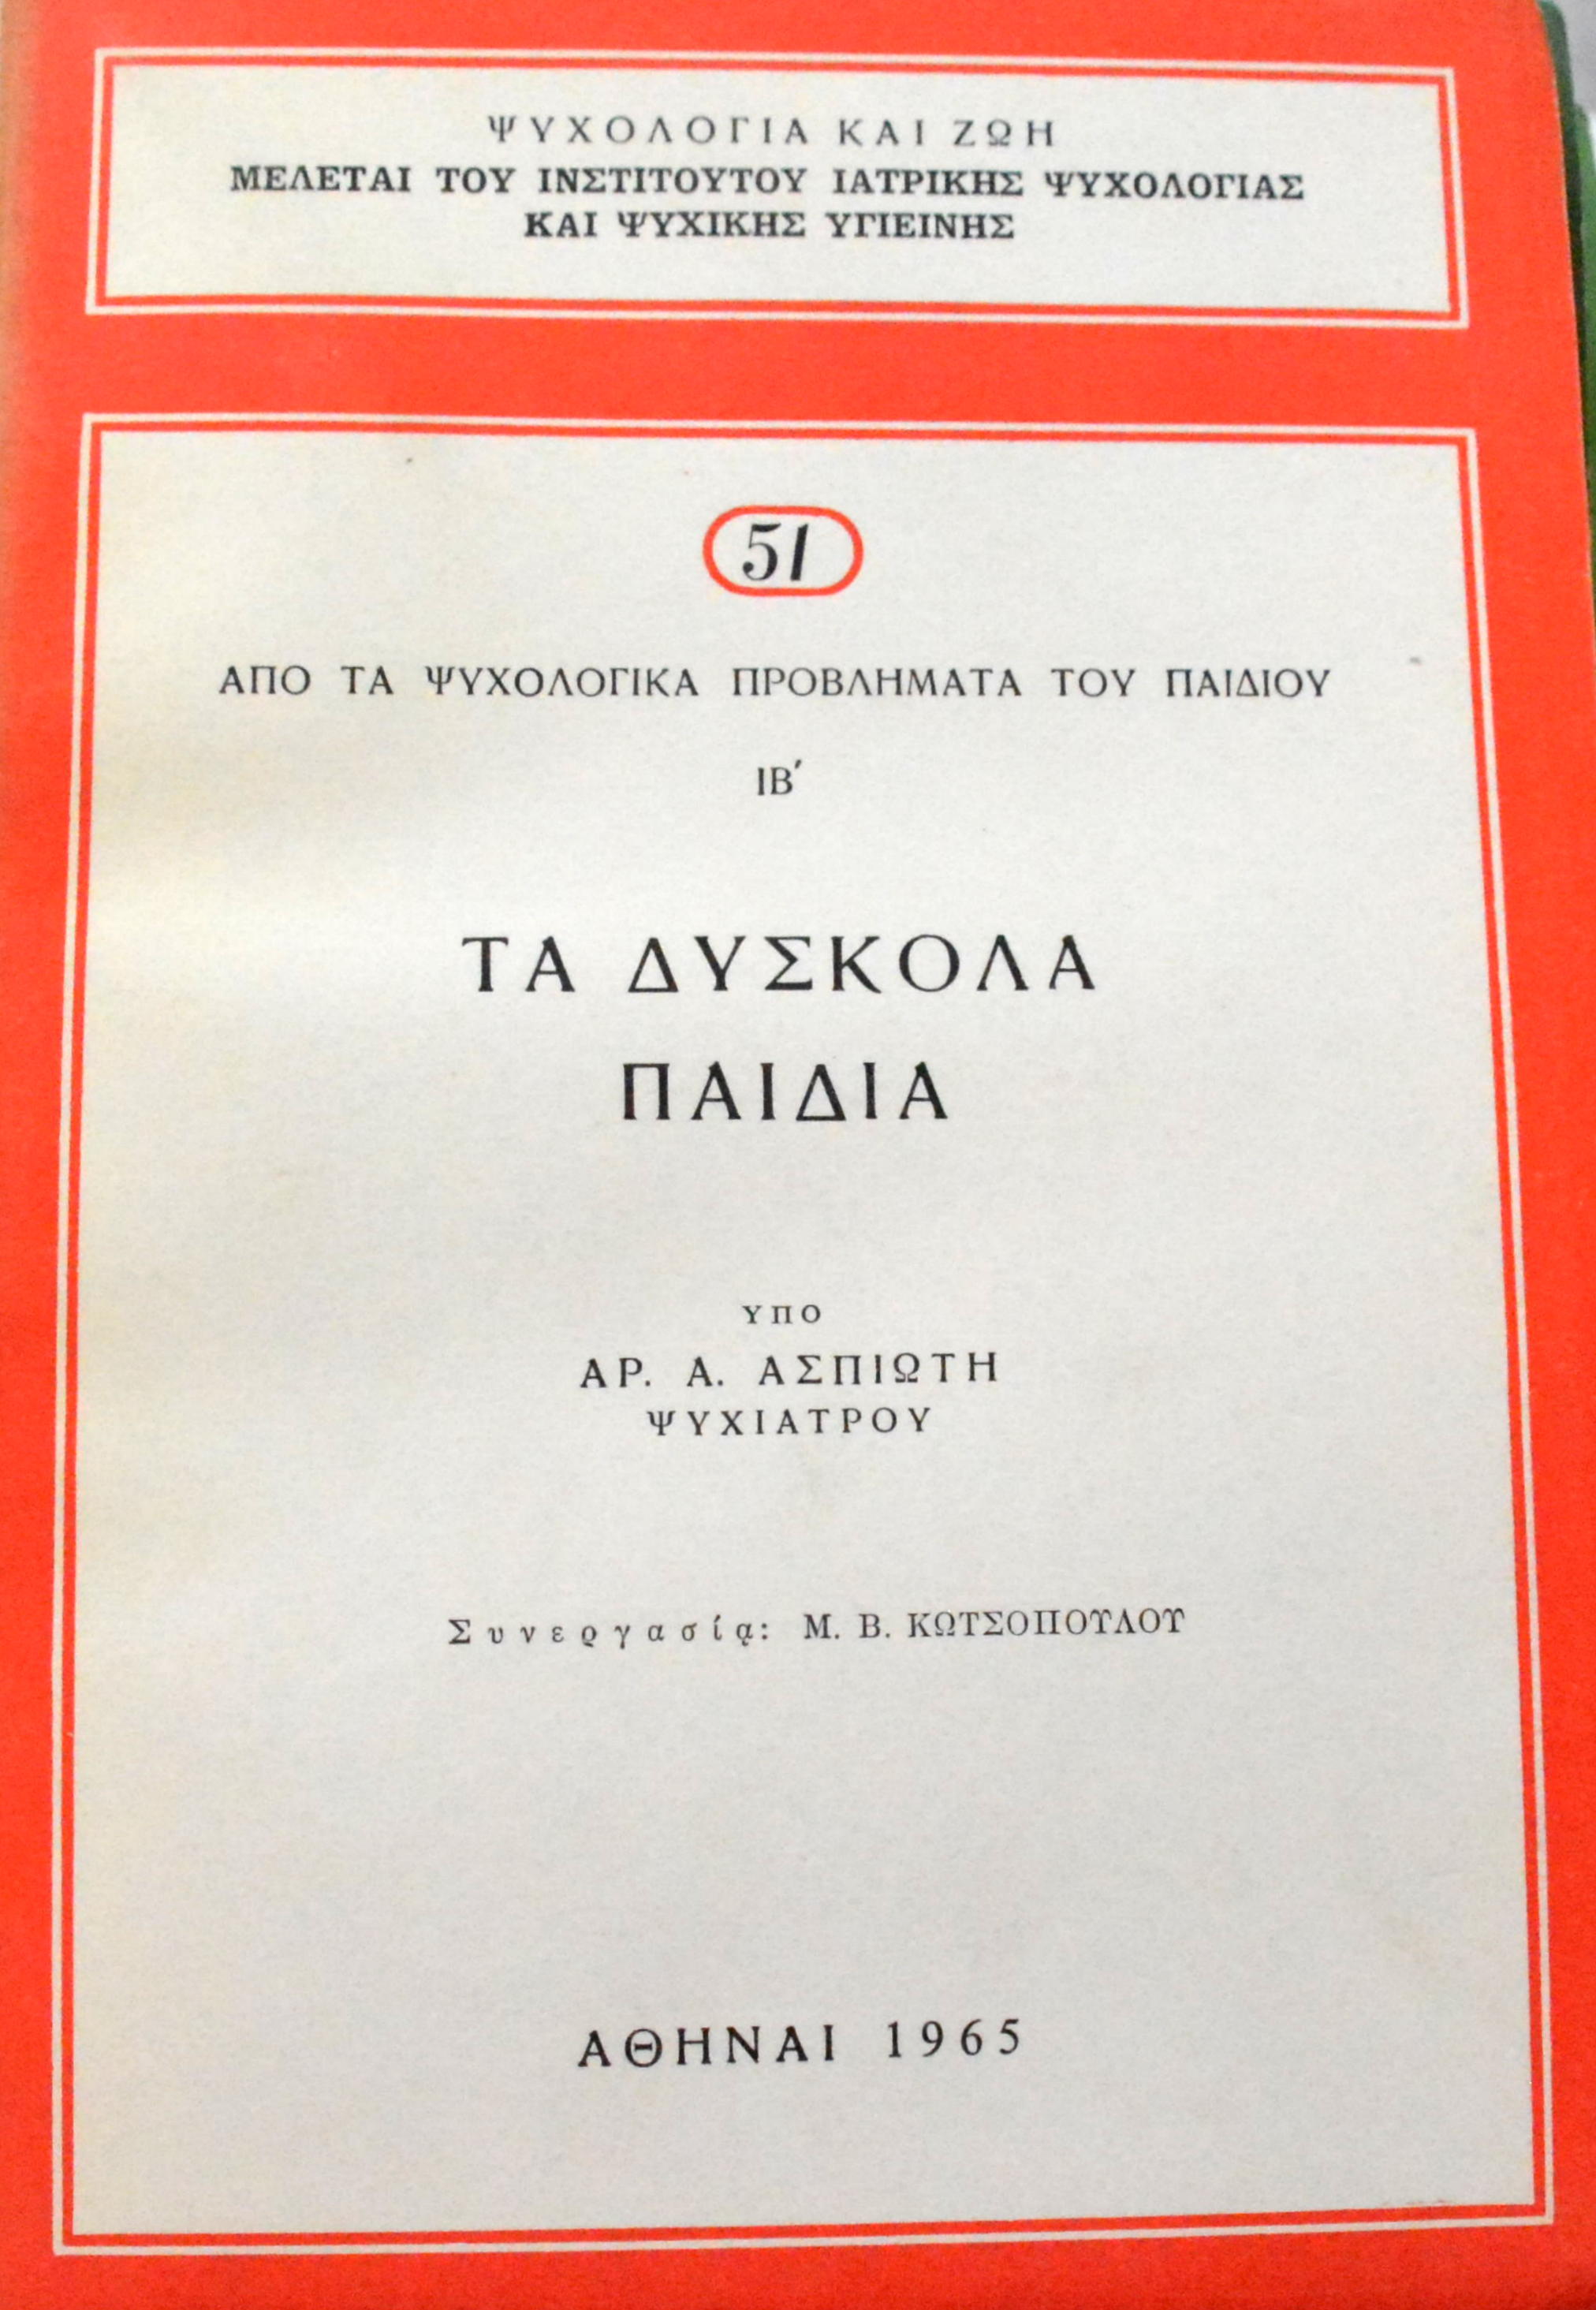 ΨΥΧΟΛΟΓΙΑ ΚΑΙ ΖΩΗ
ΜΕΛΕΤΑΙ ΤΟΥ ΙΝΣΤΙΤΟΥΤΟΥ ΙΑΤΡΙΚΗΣ ΨΥΧΟΛΟΓΙΑΣ
ΚΑΙ ΨΥΧΙΚΗΣ ΥΓΙΕΙΝΗΣ
51
ΑΠΟ ΤΑ ΨΥΧΟΛΟΓΙΚΑ ΠΡΟΒΛΗΜΑΤΑ ΤΟΥ ΠΑΙΔΙΟΥ
ΙΒ΄
ΤΑ ΔΥΣΚΟΛΑ
ΠΑΙΔΙΑ
ΥΠΟ
ΑΡ. Α. ΑΣΠΙΩΤΗ
ΨΥΧΙΑΤΡΟΥ
Συνεργασίᾳ: Μ. Β. ΚΩΤΣΟΠΟΥΛΟΥ
ΑΘΗΝΑΙ 1965